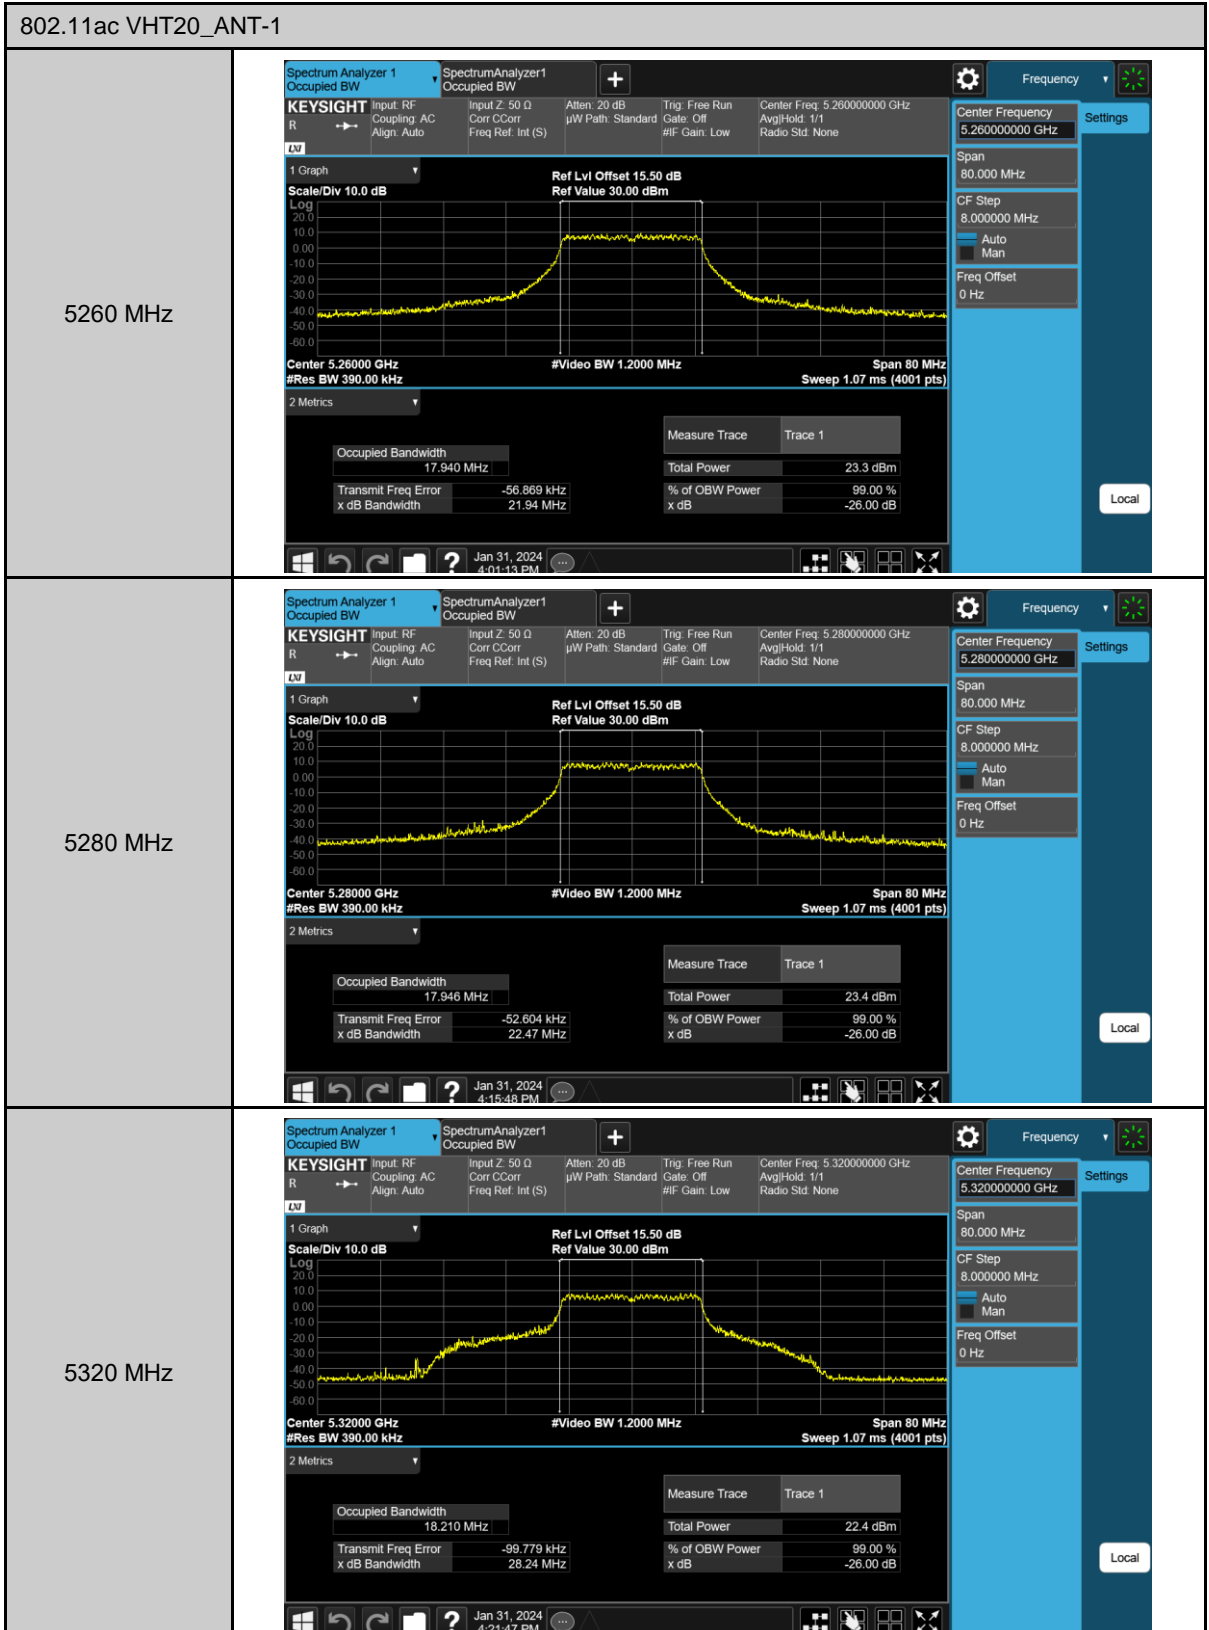 802.11ac VHT20_ANT-1
5260 MHz
Spectrum Analyzer 1
Occupied BW
SpectrumAnalyzer1
Occupied BW
Frequency
KEYSIGHT
R
LXI
Input: RF
Coupling: AC
Align: Auto
Input Z: 50 Ω
Corr CCorr
Freq Ref: Int (S)
Atten: 20 dB
µW Path: Standard
Trig: Free Run
Gate: Off
#IF Gain: Low
Center Freq: 5.260000000 GHz
Avg|Hold: 1/1
Radio Std: None
Center Frequency
5.260000000 GHz
Settings
Span
80.000 MHz
CF Step
8.000000 MHz
Auto
Man
Freq Offset
0 Hz
Local
1 Graph
Scale/Div 10.0 dB
Ref Lvl Offset 15.50 dB
Ref Value 30.00 dBm
Log
20.0
10.0
0.00
-10.0
-20.0
-30.0
-40.0
-50.0
-60.0
Center 5.26000 GHz
#Video BW 1.2000 MHz
Span 80 MHz
#Res BW 390.00 kHz
Sweep 1.07 ms (4001 pts)
2 Metrics
Measure Trace Trace 1
Occupied Bandwidth
17.940 MHz
Total Power 23.3 dBm
Transmit Freq Error -56.869 kHz
% of OBW Power 99.00 %
x dB Bandwidth 21.94 MHz
x dB -26.00 dB
?
Jan 31, 2024
4:01:13 PM
5280 MHz
Spectrum Analyzer 1
Occupied BW
SpectrumAnalyzer1
Occupied BW
Frequency
KEYSIGHT
R
LXI
Input: RF
Coupling: AC
Align: Auto
Input Z: 50 Ω
Corr CCorr
Freq Ref: Int (S)
Atten: 20 dB
µW Path: Standard
Trig: Free Run
Gate: Off
#IF Gain: Low
Center Freq: 5.280000000 GHz
Avg|Hold: 1/1
Radio Std: None
Center Frequency
5.280000000 GHz
Settings
Span
80.000 MHz
CF Step
8.000000 MHz
Auto
Man
Freq Offset
0 Hz
Local
1 Graph
Scale/Div 10.0 dB
Ref Lvl Offset 15.50 dB
Ref Value 30.00 dBm
Log
20.0
10.0
0.00
-10.0
-20.0
-30.0
-40.0
-50.0
-60.0
Center 5.28000 GHz
#Video BW 1.2000 MHz
Span 80 MHz
#Res BW 390.00 kHz
Sweep 1.07 ms (4001 pts)
2 Metrics
Measure Trace Trace 1
Occupied Bandwidth
17.946 MHz
Total Power 23.4 dBm
Transmit Freq Error -52.604 kHz
% of OBW Power 99.00 %
x dB Bandwidth 22.47 MHz
x dB -26.00 dB
?
Jan 31, 2024
4:15:48 PM
5320 MHz
Spectrum Analyzer 1
Occupied BW
SpectrumAnalyzer1
Occupied BW
Frequency
KEYSIGHT
R
LXI
Input: RF
Coupling: AC
Align: Auto
Input Z: 50 Ω
Corr CCorr
Freq Ref: Int (S)
Atten: 20 dB
µW Path: Standard
Trig: Free Run
Gate: Off
#IF Gain: Low
Center Freq: 5.320000000 GHz
Avg|Hold: 1/1
Radio Std: None
Center Frequency
5.320000000 GHz
Settings
Span
80.000 MHz
CF Step
8.000000 MHz
Auto
Man
Freq Offset
0 Hz
Local
1 Graph
Scale/Div 10.0 dB
Ref Lvl Offset 15.50 dB
Ref Value 30.00 dBm
Log
20.0
10.0
0.00
-10.0
-20.0
-30.0
-40.0
-50.0
-60.0
Center 5.32000 GHz
#Video BW 1.2000 MHz
Span 80 MHz
#Res BW 390.00 kHz
Sweep 1.07 ms (4001 pts)
2 Metrics
Measure Trace Trace 1
Occupied Bandwidth
18.210 MHz
Total Power 22.4 dBm
Transmit Freq Error -99.779 kHz
% of OBW Power 99.00 %
x dB Bandwidth 28.24 MHz
x dB -26.00 dB
?
Jan 31, 2024
4:21:47 PM